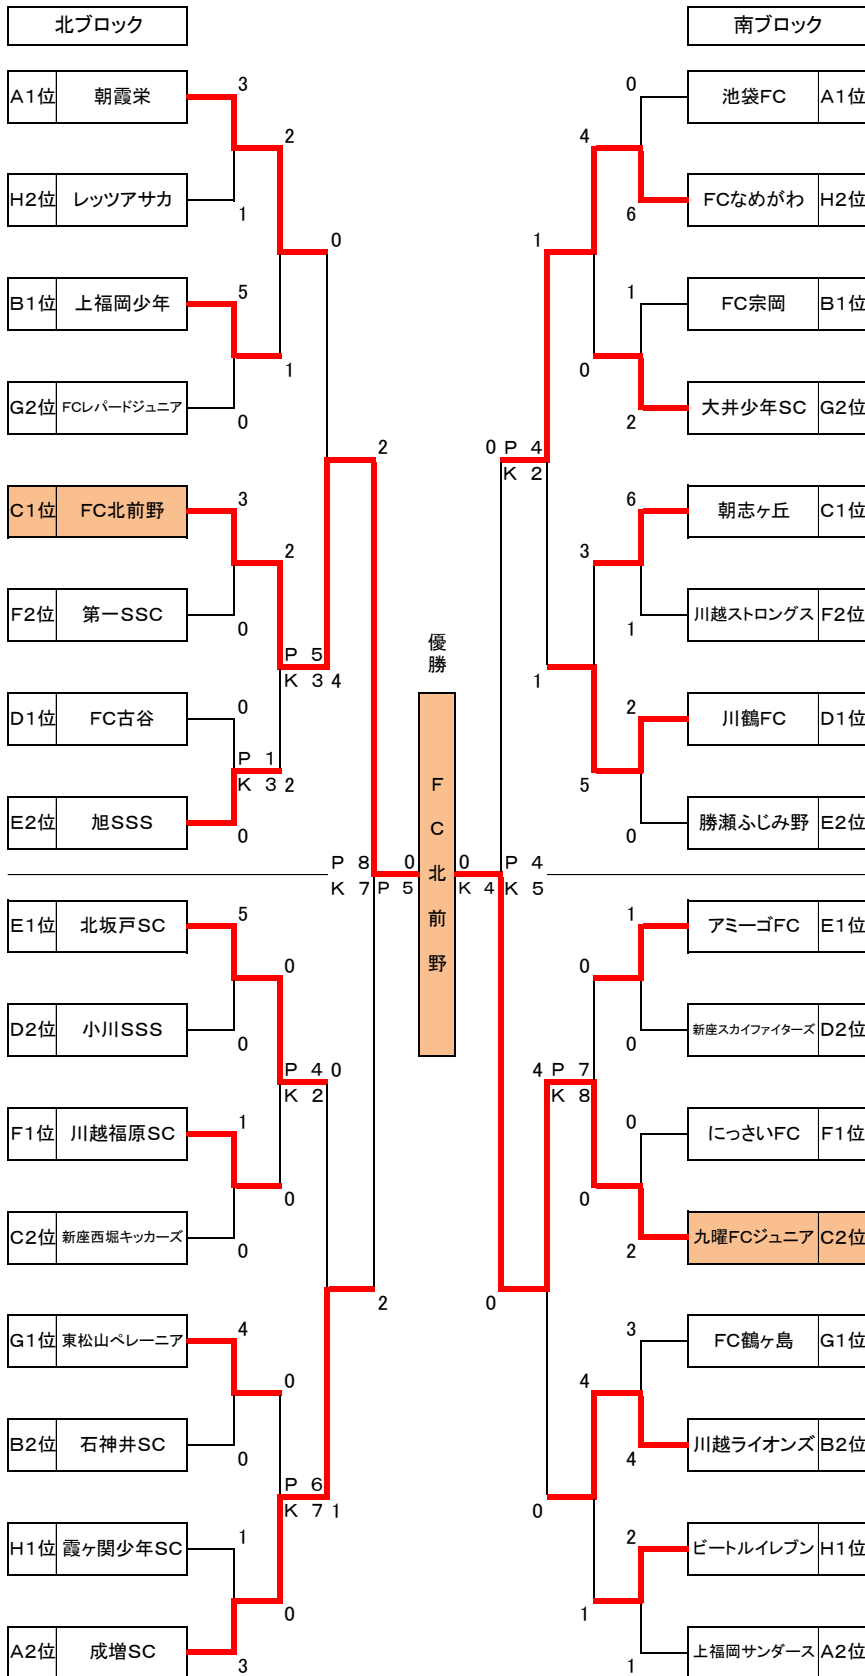 北ブロック
A1位 朝霞栄
3
2
H2位 レッツアサカ
1
0
B1位 上福岡少年
5
1
G2位 FCレパードジュニア
0
2
C1位 FC北前野
3
2
F2位 第一SSC
0
P 5
K 3 4
D1位 FC古谷
0
P 1
K 3 2
E2位 旭SSS
0
P 8
K 7
0
P 5
E1位 北坂戸SC
5
0
D2位 小川SSS
0
P 4 0
K 2
F1位 川越福原SC
1
0
C2位 新座西堀キッカーズ
0
2
G1位 東松山ペレーニア
4
0
B2位 石神井SC
0
P 6
K 7 1
H1位 霞ヶ関少年SC
1
0
A2位 成増SC
3
優勝
FC北前野
南ブロック
0
池袋FC A1位
4
6
FCなめがわ H2位
1
1
FC宗岡 B1位
0
2
大井少年SC G2位
0 P 4
K 2
6
朝志ヶ丘 C1位
3
1
川越ストロングス F2位
1
2
川鶴FC D1位
5
0
勝瀬ふじみ野 E2位
0
K 4
P 4
K 5
1
アミーゴFC E1位
0
0
新座スカイファイターズ D2位
4 P 7
K 8
0
にっさいFC F1位
0
2
九曜FCジュニア C2位
0
3
FC鶴ヶ島 G1位
4
4
川越ライオンズ B2位
0
2
ビートルイレブン H1位
1
1
上福岡サンダース A2位